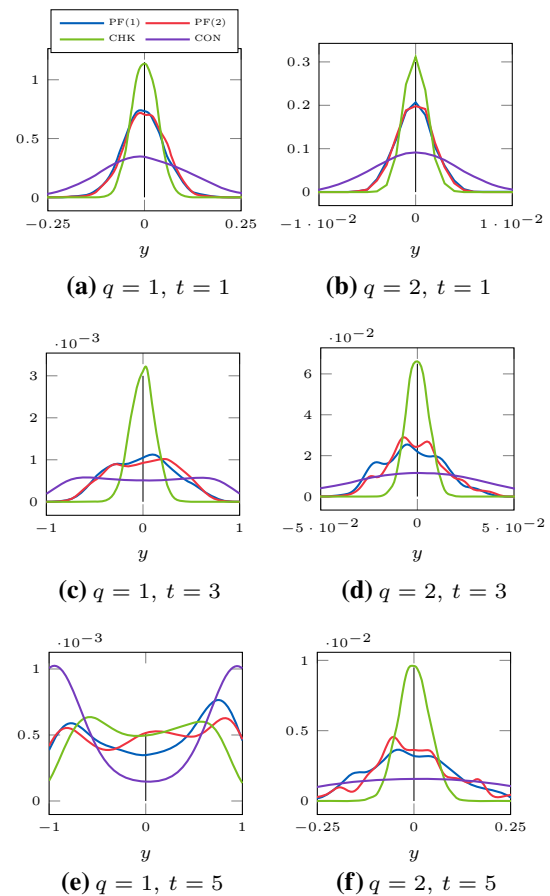 PF(1) PF(2)
CHK CON
1
0.5
0
−0.25 0 0.25
y
(a) q = 1, t = 1
0.3
0.2
0.1
0
−1 · 10⁻² 0 1 · 10⁻²
y
(b) q = 2, t = 1
·10⁻³
3
2
1
0
−1 0 1
y
(c) q = 1, t = 3
·10⁻²
6
4
2
0
−5 · 10⁻² 0 5 · 10⁻²
y
(d) q = 2, t = 3
·10⁻³
1
0.5
0
−1 0 1
y
(e) q = 1, t = 5
·10⁻²
1
0.5
0
−0.25 0 0.25
y
(f) q = 2, t = 5